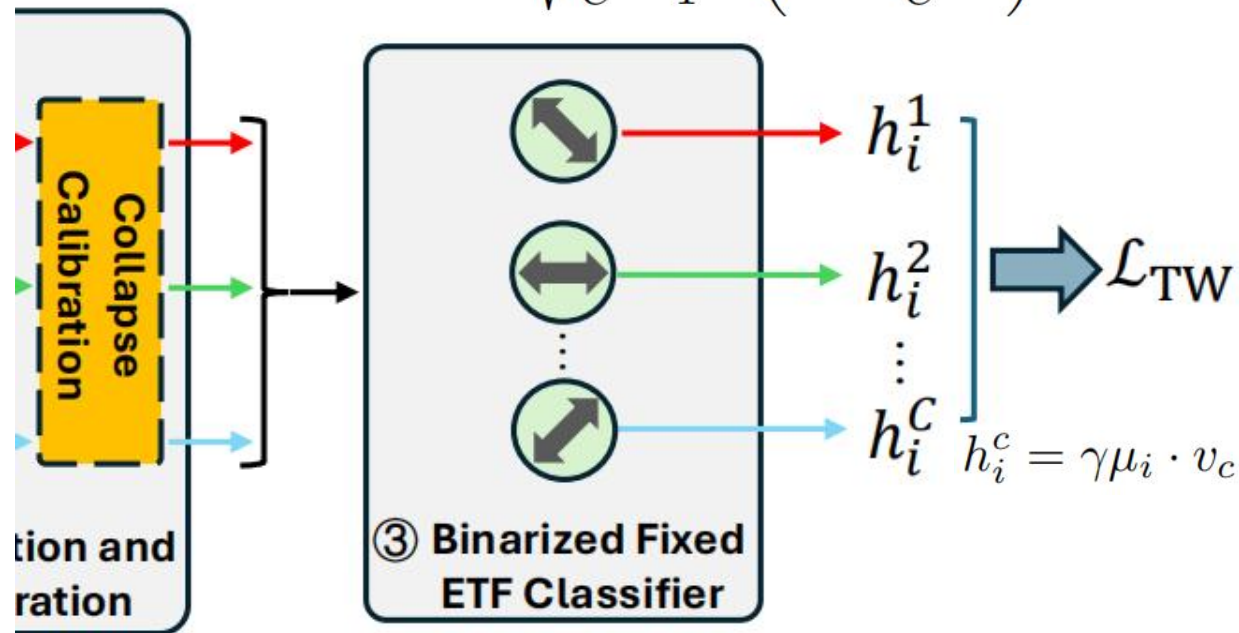 Collapse
Calibration
tion and
ration
③ Binarized Fixed
ETF Classifier
h_i^1
h_i^2
⋮
h_i^C
h_i^c = γμ_i · v_c
ℒ_TW